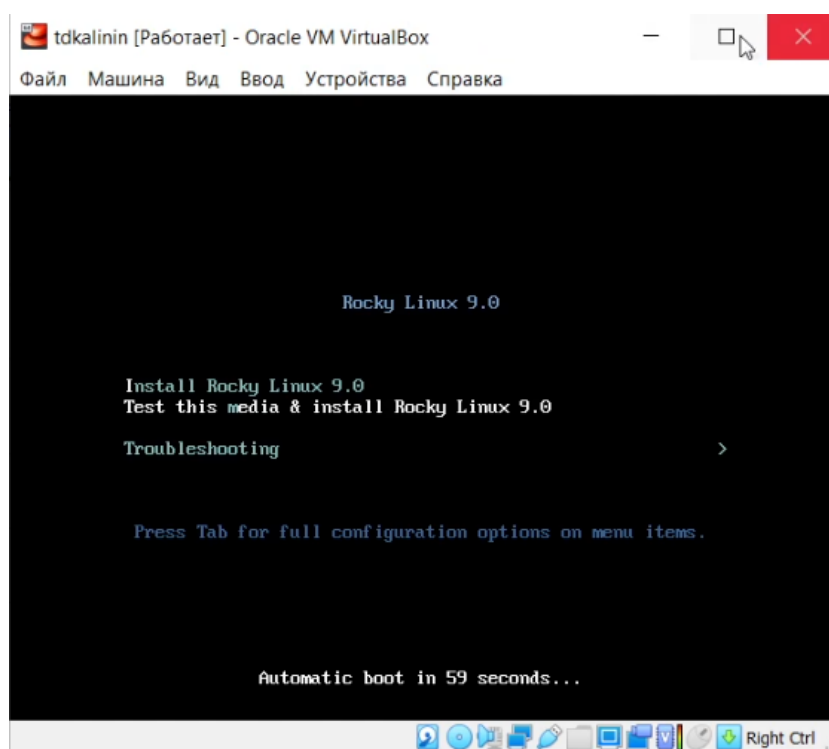 tdkalinin [Работает] - Oracle VM VirtualBox
Файл Машина Вид Ввод Устройства Справка
Rocky Linux 9.0
Install Rocky Linux 9.0
Test this media & install Rocky Linux 9.0
Troubleshooting >
Press Tab for full configuration options on menu items.
Automatic boot in 59 seconds...
Right Ctrl